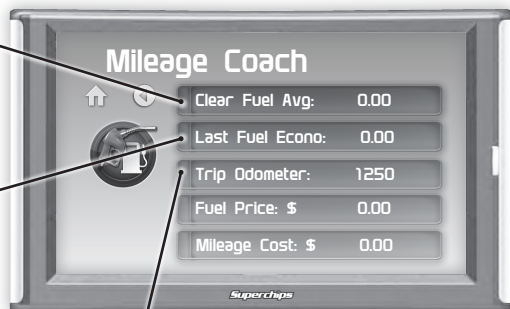 Mileage Coach
Clear Fuel Avg: 0.00
Last Fuel Econo: 0.00
Trip Odometer: 1250
Fuel Price: $ 0.00
Mileage Cost: $ 0.00
Superchips